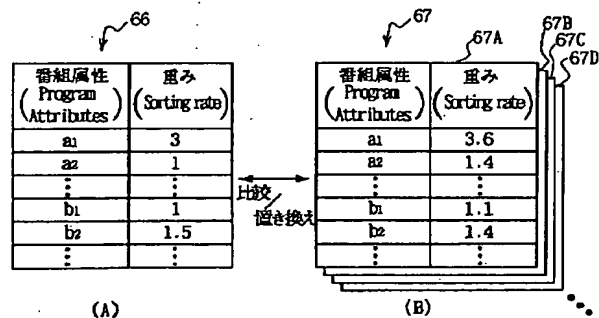 66
番組属性 重み
(Program Attributes) (Sorting rate)
a1 3
a2 1
⋮ ⋮
b1 1
b2 1.5
⋮ ⋮
(A)
比較
置き換え
67
67A
67B
67C
67D
番組属性 重み
(Program Attributes) (Sorting rate)
a1 3.6
a2 1.4
⋮ ⋮
b1 1.1
b2 1.4
⋮ ⋮
(B)